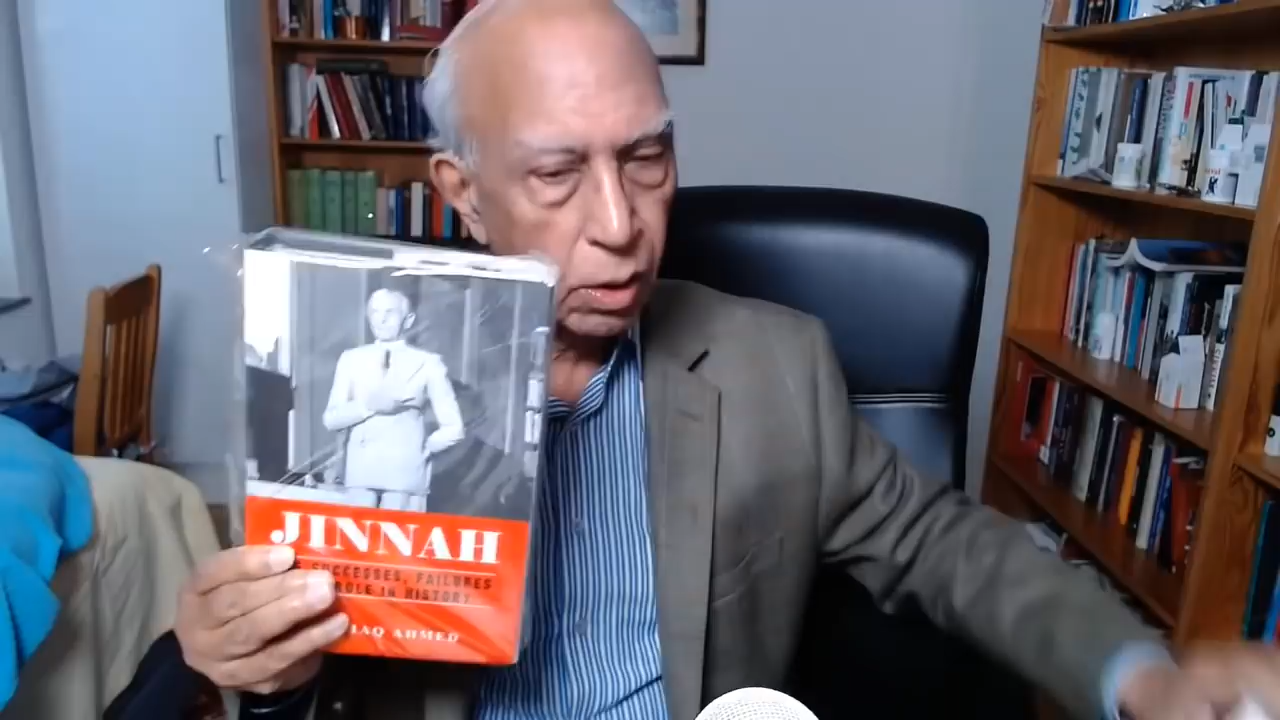 JINNAH
SUCCESSES, FAILURES
ROLE IN HISTORY
AHMED